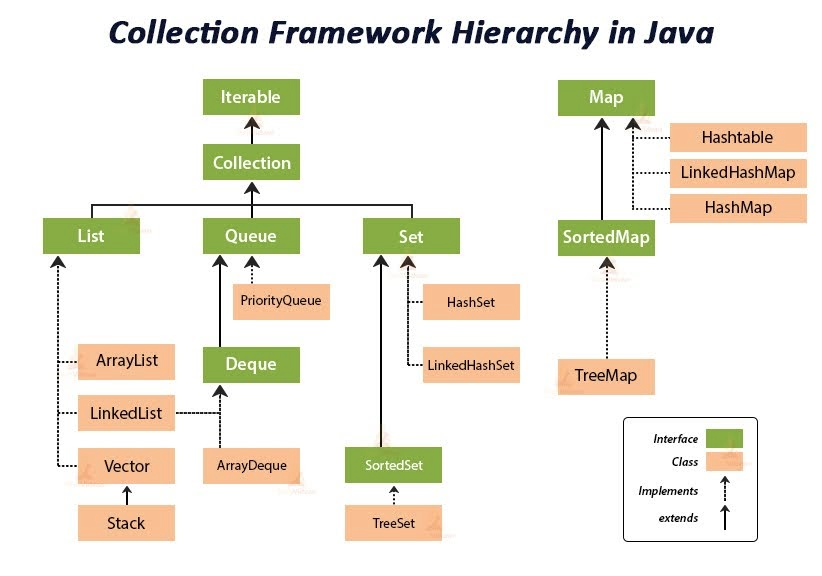 Collection Framework Hierarchy in Java
Iterable
Map
Collection
Hashtable
LinkedHashMap
HashMap
List
Queue
Set
SortedMap
PriorityQueue
HashSet
ArrayList
Deque
LinkedHashSet
TreeMap
LinkedList
Vector
ArrayDeque
SortedSet
Stack
TreeSet
Interface
Class
Implements
extends